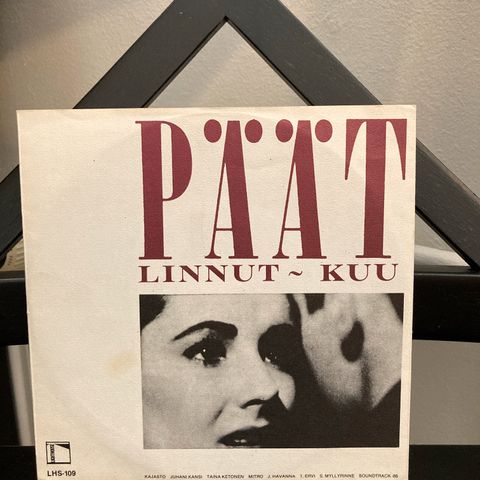 PÄÄT
LINNUT ~ KUU
LHS-109
KAJASTO JUHANI KANSI TAINA KETONEN MITRO J. HAVANNA T. ERVI S. MYLLYRINNE SOUNDTRACK-86